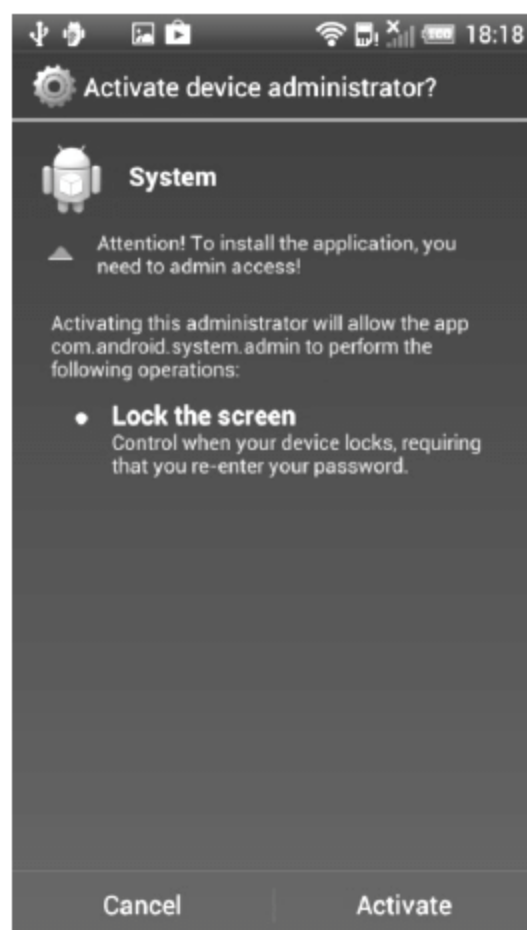 18:18
Activate device administrator?
System
Attention! To install the application, you
need to admin access!
Activating this administrator will allow the app
com.android.system.admin to perform the
following operations:
• Lock the screen
Control when your device locks, requiring
that you re-enter your password.
Cancel Activate